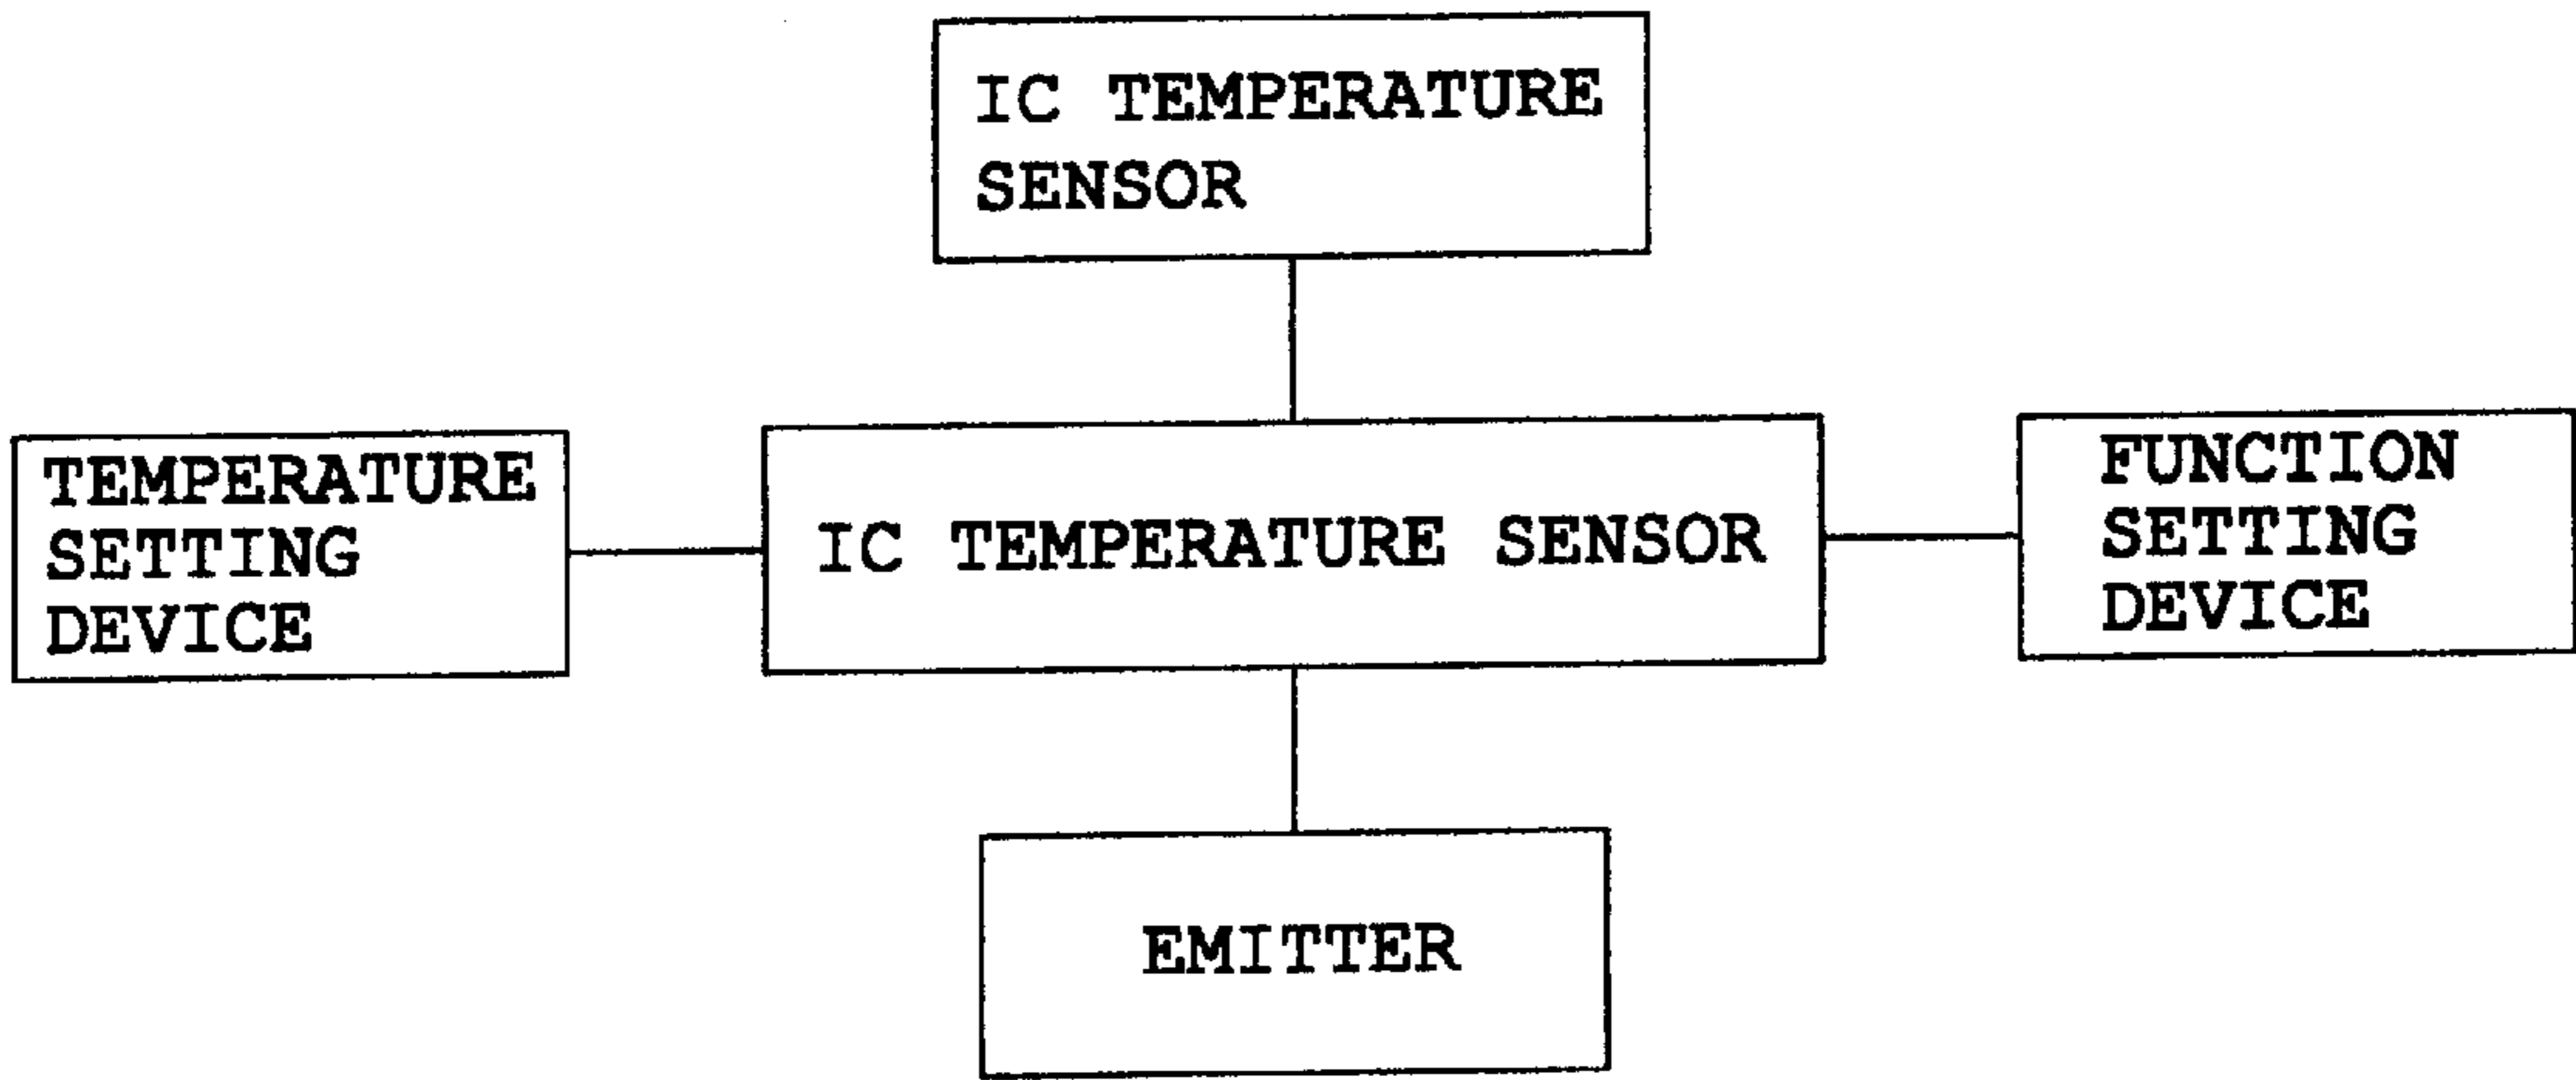 IC TEMPERATURE
SENSOR
TEMPERATURE
SETTING
DEVICE
IC TEMPERATURE SENSOR
FUNCTION
SETTING
DEVICE
EMITTER